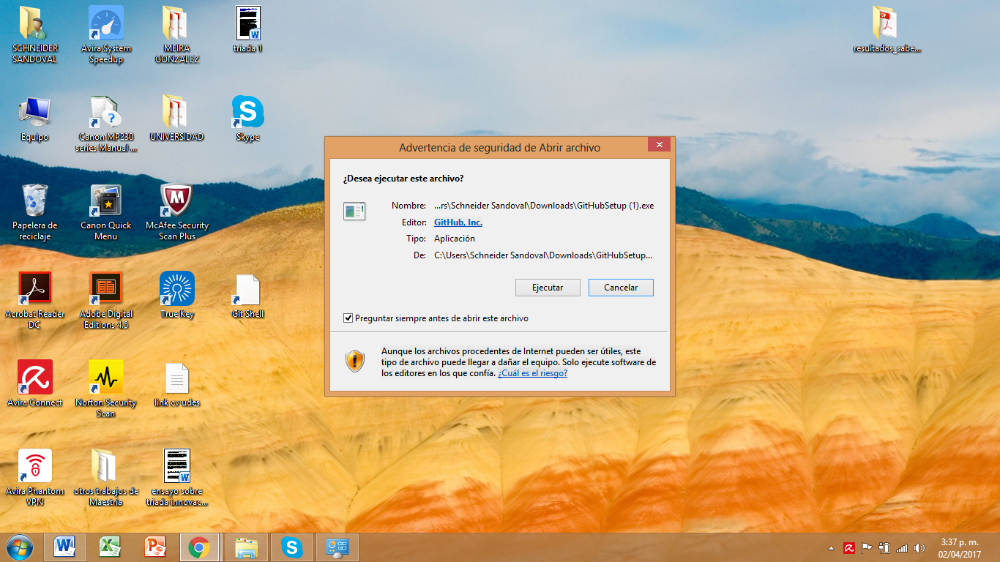 SCHNEIDER
SANDOVAL
Avira System
Speedup
MEIRA
GONZALEZ
triada 1
resultados_sabe...
Equipo
Canon MP230
series Manual ...
UNIVERSIDAD
Skype
Papelera de
reciclaje
Canon Quick
Menu
McAfee Security
Scan Plus
Acrobat Reader
DC
Adobe Digital
Editions 4.5
True Key
Git Shell
Avira Connect
Norton Security
Scan
link cv udes
Avira Phantom
VPN
otros trabajos de
Maestria
ensayo sobre
triada innovac...
Advertencia de seguridad de Abrir archivo
¿Desea ejecutar este archivo?
Nombre: ...rs\Schneider Sandoval\Downloads\GitHubSetup (1).exe
Editor: GitHub, Inc.
Tipo: Aplicación
De: C:\Users\Schneider Sandoval\Downloads\GitHubSetup...
Ejecutar Cancelar
Preguntar siempre antes de abrir este archivo
Aunque los archivos procedentes de Internet pueden ser útiles, este
tipo de archivo puede llegar a dañar el equipo. Solo ejecute software de
los editores en los que confía. ¿Cuál es el riesgo?
3:37 p. m.
02/04/2017